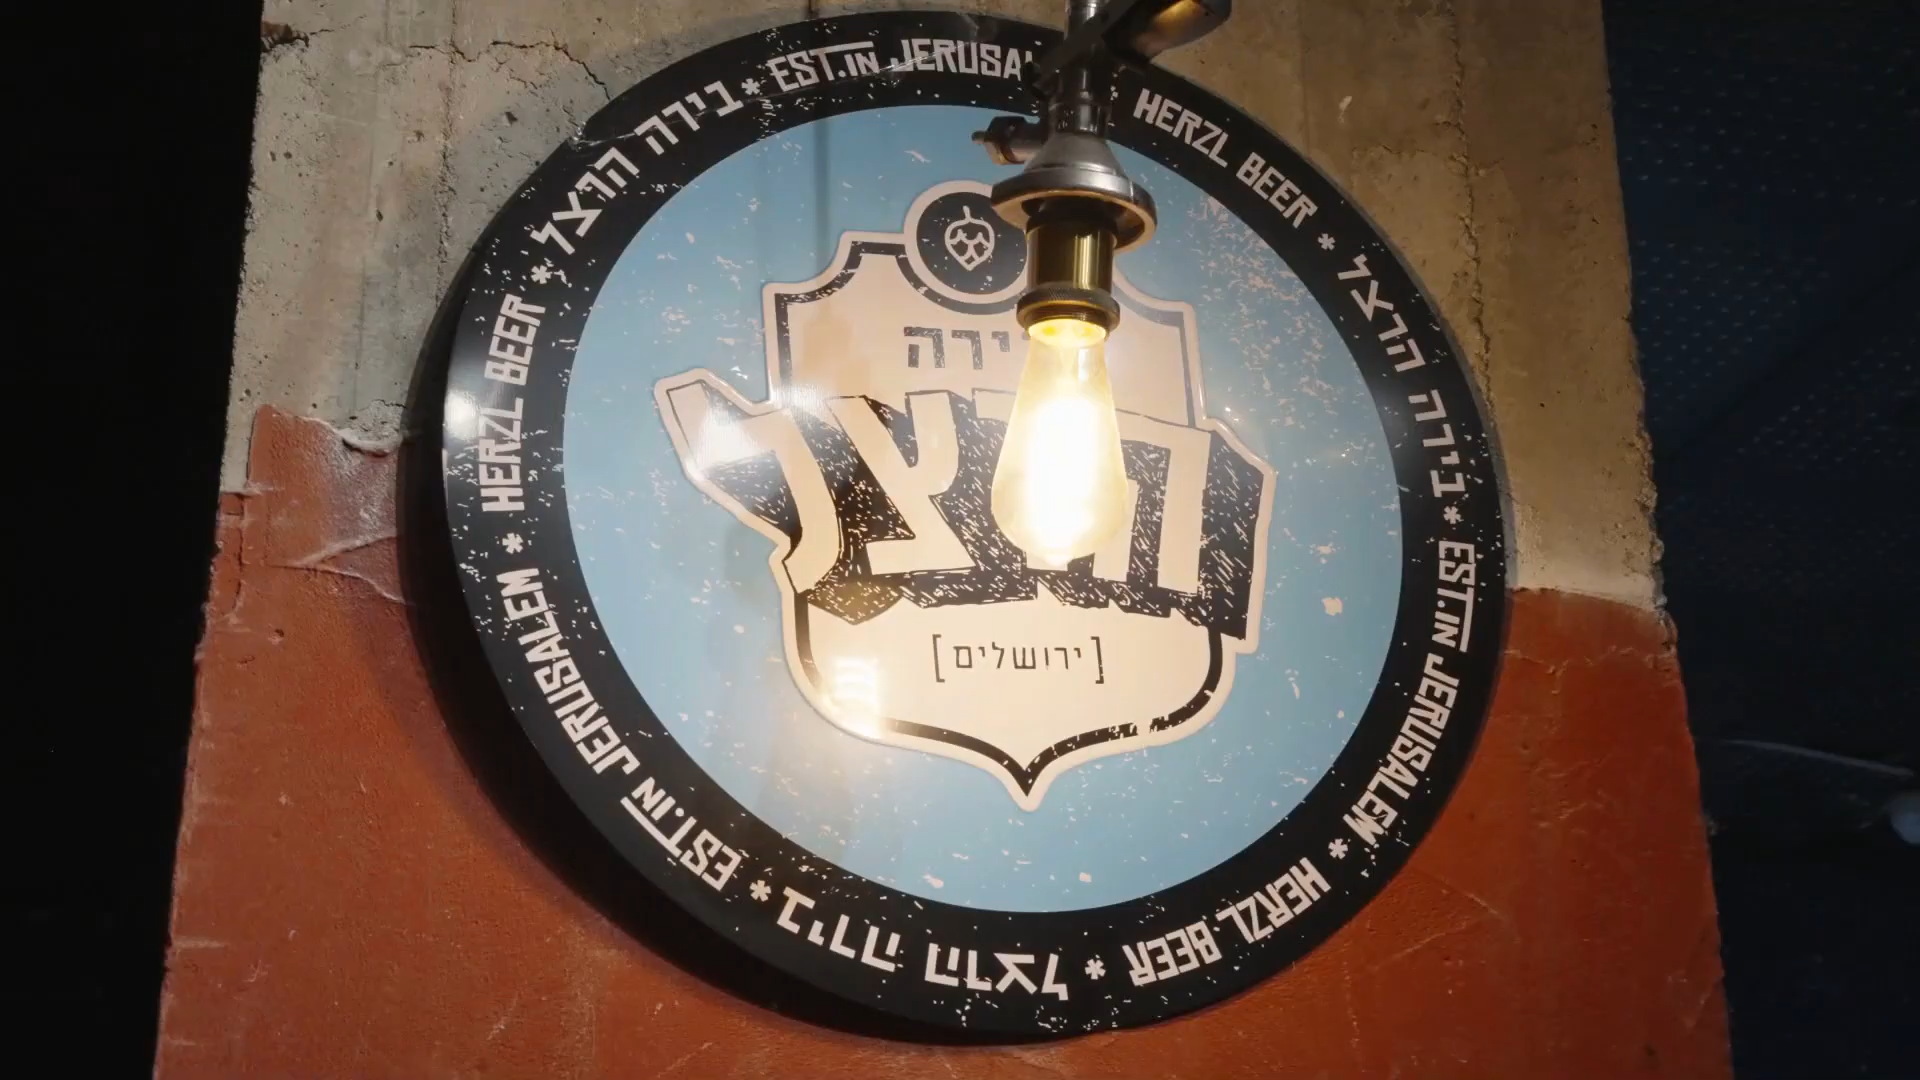 EST.IN JERUSAL
HERZL BEER * בירה הרצל * EST.IN JERUSALEM * HERZL BEER * בירה הרצל * EST.IN JERUSALEM * HERZL BEER * בירה הרצל *
ירה
הרצל
[ירושלים]